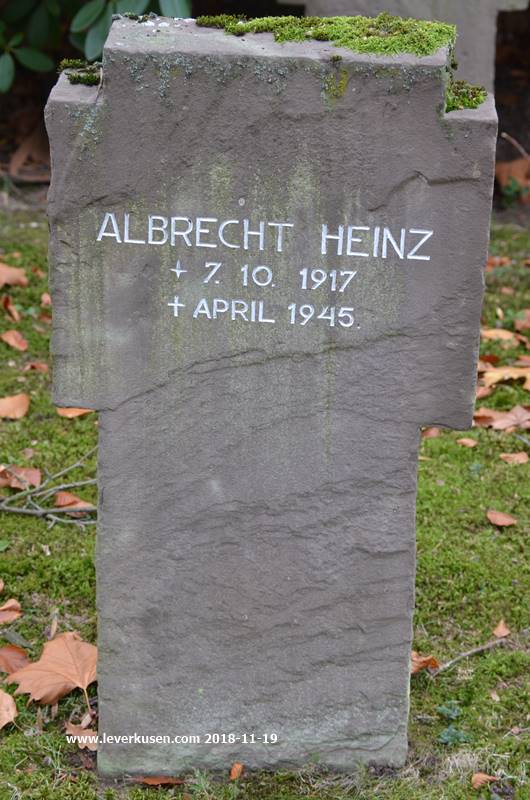 ALBRECHT HEINZ
✦ 7. 10. 1917
✝ APRIL 1945.
www.leverkusen.com 2018-11-19